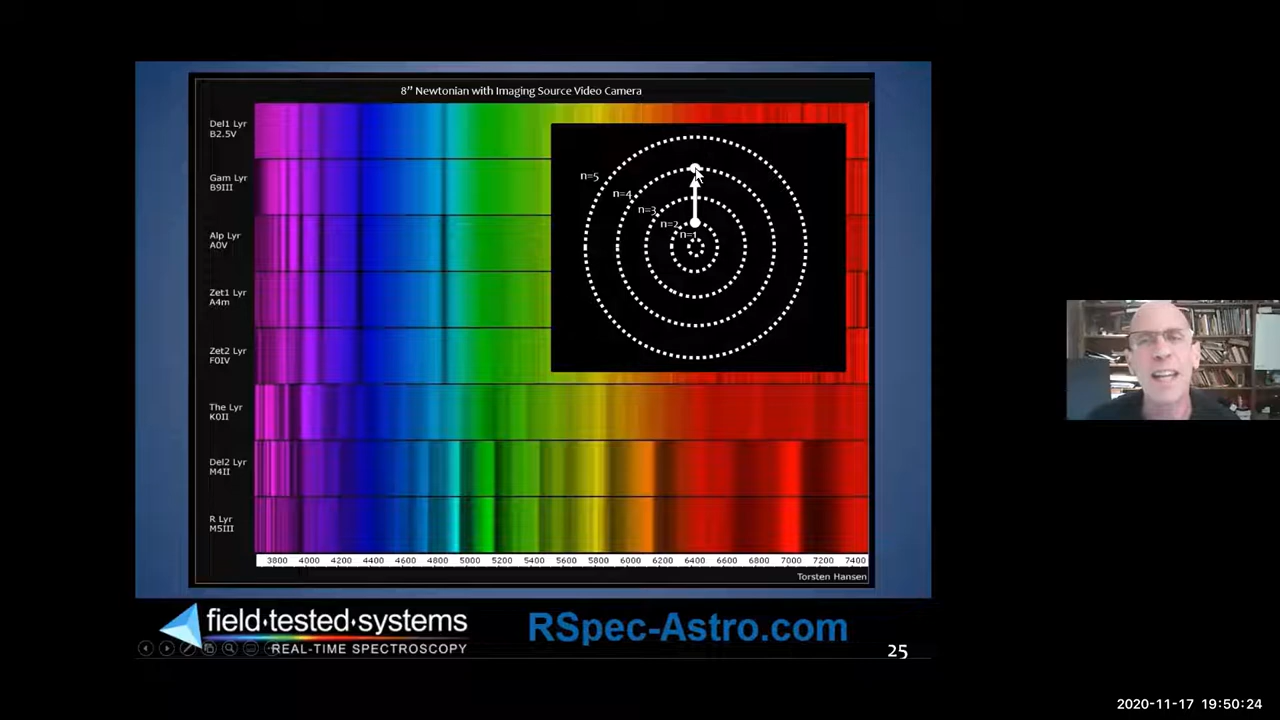 8" Newtonian with Imaging Source Video Camera
Del1 Lyr
B2.5V
Gam Lyr
B9III
Alp Lyr
A0V
Zet1 Lyr
A4m
Zet2 Lyr
F0IV
The Lyr
K0II
Del2 Lyr
M4II
R Lyr
M5III
n=5
n=4
n=3
n=2
n=1
3800 4000 4200 4400 4600 4800 5000 5200 5400 5600 5800 6000 6200 6400 6600 6800 7000 7200 7400
Torsten Hansen
field·tested·systems
REAL-TIME SPECTROSCOPY
RSpec-Astro.com
25
2020-11-17 19:50:24